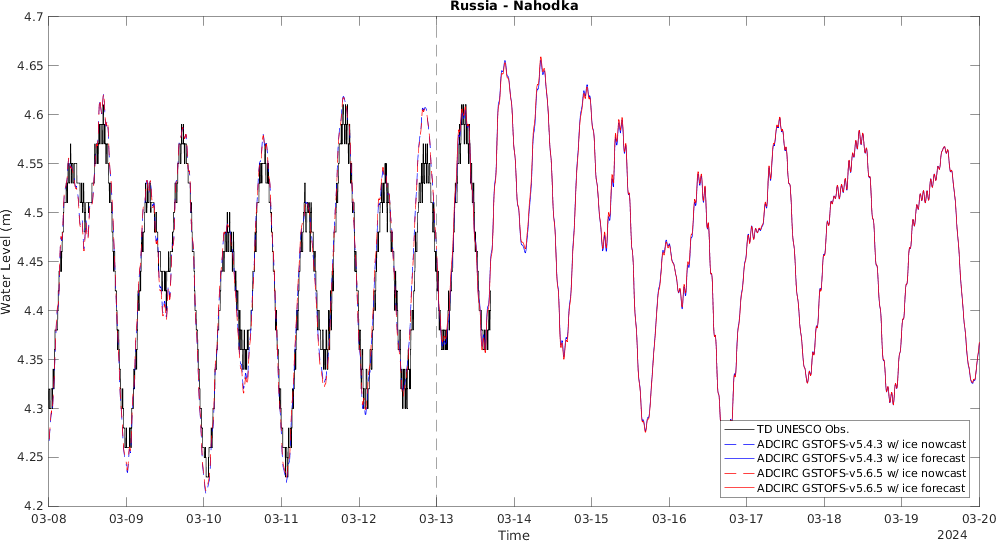 Russia - Nahodka
4.7
4.65
4.6
4.55
4.5
4.45
4.4
4.35
4.3
4.25
4.2
Water Level (m)
TD UNESCO Obs.
ADCIRC GSTOFS-v5.4.3 w/ ice nowcast
ADCIRC GSTOFS-v5.4.3 w/ ice forecast
ADCIRC GSTOFS-v5.6.5 w/ ice nowcast
ADCIRC GSTOFS-v5.6.5 w/ ice forecast
03-08 03-09 03-10 03-11 03-12 03-13 03-14 03-15 03-16 03-17 03-18 03-19 03-20
Time
2024